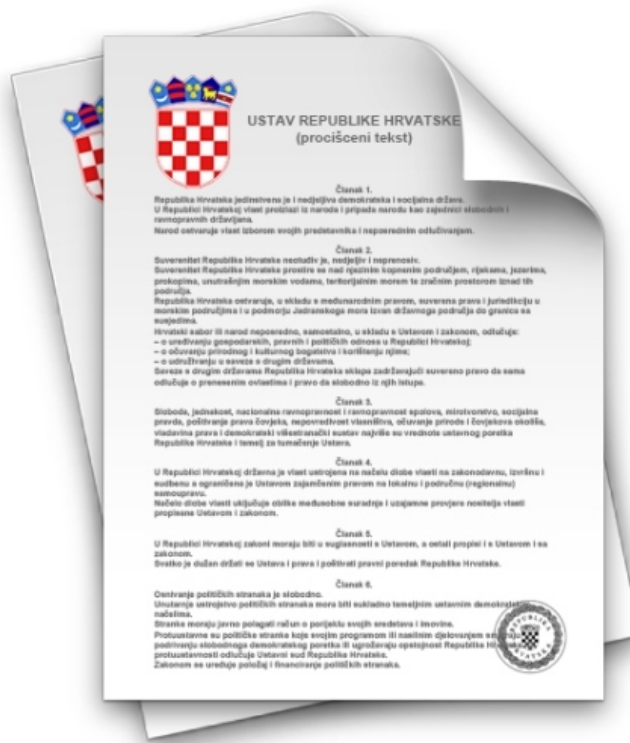 USTAV REPUBLIKE HRVATSKE
(procišceni tekst)
Članak 1.
Republika Hrvatska jedinstvena je i nedjeljiva demokratska i socijalna država.
U Republici Hrvatskoj vlast proizlazi iz naroda i pripada narodu kao zajednici slobodnih i
ravnopravnih državljana.
Narod ostvaruje vlast izborom svojih predstavnika i neposrednim odlučivanjem.
Članak 2.
Suverenitet Republike Hrvatske neotuđiv je, nedjeljiv i neprenosiv.
Suverenitet Republike Hrvatske prostire se nad njezinim kopnenim područjem, rijekama, jezerima,
prokopima, unutrašnjim morskim vodama, teritorijalnim morem te zračnim prostorom iznad tih
područja.
Republika Hrvatska ostvaruje, u skladu s međunarodnim pravom, suverena prava i jurisdikciju u
morskim područjima i u podmorju Jadranskoga mora izvan državnoga područja do granica sa
susjedima.
Hrvatski sabor ili narod neposredno, samostalno, u skladu s Ustavom i zakonom, odlučuje:
– o uređivanju gospodarskih, pravnih i političkih odnosa u Republici Hrvatskoj;
– o očuvanju prirodnog i kulturnog bogatstva i korištenju njime;
– o udruživanju u saveze s drugim državama.
Saveze s drugim državama Republika Hrvatska sklapa zadržavajući suvereno pravo da sama
odlučuje o prenesenim ovlastima i pravo da slobodno iz njih istupa.
Članak 3.
Sloboda, jednakost, nacionalna ravnopravnost i ravnopravnost spolova, mirotvorstvo, socijalna
pravda, poštivanje prava čovjeka, nepovredivost vlasništva, očuvanje prirode i čovjekova okoliša,
vladavina prava i demokratski višestranački sustav najviše su vrednote ustavnog poretka
Republike Hrvatske i temelj za tumačenje Ustava.
Članak 4.
U Republici Hrvatskoj državna je vlast ustrojena na načelu diobe vlasti na zakonodavnu, izvršnu i
sudbenu a ograničena je Ustavom zajamčenim pravom na lokalnu i područnu (regionalnu)
samoupravu.
Načelo diobe vlasti uključuje oblike međusobne suradnje i uzajamne provjere nositelja vlasti
propisane Ustavom i zakonom.
Članak 5.
U Republici Hrvatskoj zakoni moraju biti u suglasnosti s Ustavom, a ostali propisi i s Ustavom i sa
zakonom.
Svatko je dužan držati se Ustava i prava i poštivati pravni poredak Republike Hrvatske.
Članak 6.
Osnivanje političkih stranaka je slobodno.
Unutarnje ustrojstvo političkih stranaka mora biti sukladno temeljnim ustavnim
načelima.
Stranke moraju javno polagati račun o porijeklu svojih sredstava i imovine.
Protuustavne su političke stranke koje svojim programom ili nasilnim djelovanjem
podrivanju slobodnoga demokratskog poretka ili ugrožavaju opstojnost Republike
protuustavnosti odlučuje Ustavni sud Republike Hrvatske.
Zakonom se uređuje položaj i financiranje političkih stranaka.
REPUBLIKA HRVATSKA